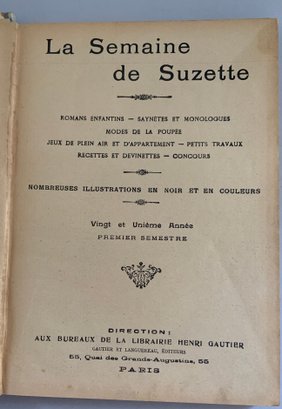 La Semaine
de Suzette
ROMANS ENFANTINS — SAYNÈTES ET MONOLOGUES
MODES DE LA POUPÉE
JEUX DE PLEIN AIR ET D'APPARTEMENT — PETITS TRAVAUX
RECETTES ET DEVINETTES — CONCOURS
NOMBREUSES ILLUSTRATIONS EN NOIR ET EN COULEURS
Vingt et Unième Année
PREMIER SEMESTRE
DIRECTION:
AUX BUREAUX DE LA LIBRAIRIE HENRI GAUTIER
GAUTIER ET LANGUEREAU, ÉDITEURS
55, Quai des Grands-Augustins, 55
PARIS